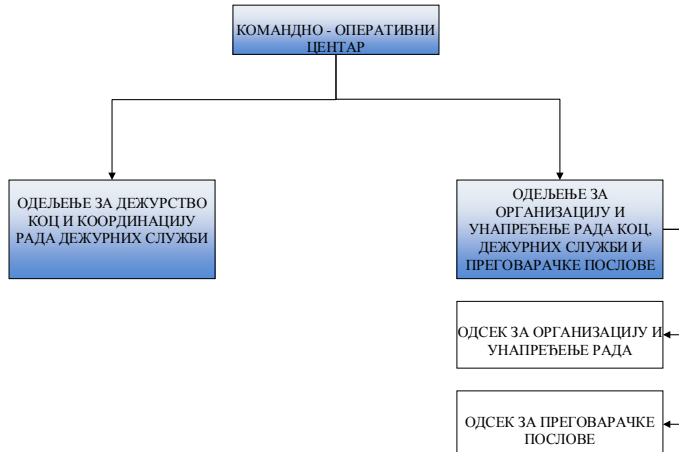 КОМАНДНО - ОПЕРАТИВНИ
ЦЕНТАР
ОДЕЉЕЊЕ ЗА ДЕЖУРСТВО
КОЦ И КООРДИНАЦИЈУ
РАДА ДЕЖУРНИХ СЛУЖБИ
ОДЕЉЕЊЕ ЗА
ОРГАНИЗАЦИЈУ И
УНАПРЕЂЕЊЕ РАДА КОЦ,
ДЕЖУРНИХ СЛУЖБИ И
ПРЕГОВАРАЧКЕ ПОСЛОВЕ
ОДСЕК ЗА ОРГАНИЗАЦИЈУ И
УНАПРЕЂЕЊЕ РАДА
ОДСЕК ЗА ПРЕГОВАРАЧКЕ
ПОСЛОВЕ